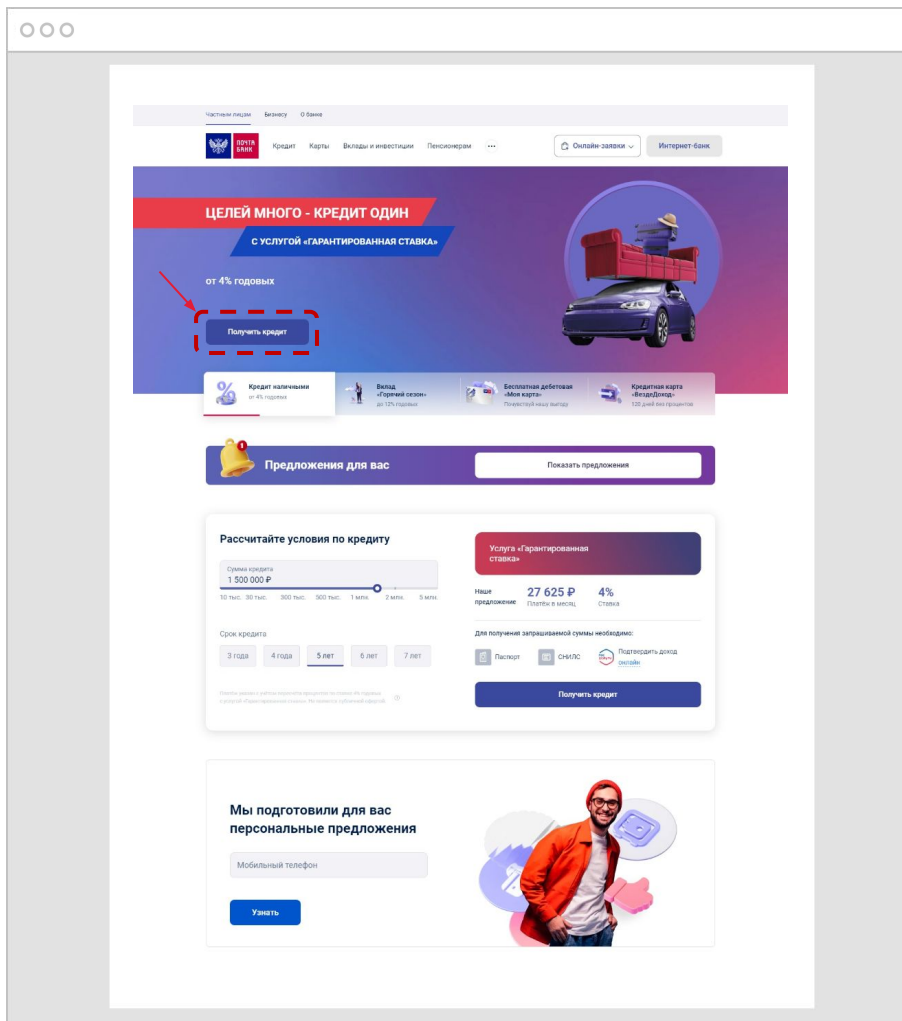 Частным лицам Бизнесу О банке
ПОЧТА БАНК Кредит Карты Вклады и инвестиции Пенсионерам ··· Онлайн-заявки Интернет-банк
ЦЕЛЕЙ МНОГО - КРЕДИТ ОДИН
С УСЛУГОЙ «ГАРАНТИРОВАННАЯ СТАВКА»
от 4% годовых
Получить кредит
Кредит наличными
от 4% годовых
Вклад
«Горячий сезон»
до 12% годовых
Бесплатная дебетовая
«Моя карта»
Почувствуй нашу выгоду
Кредитная карта
«ВездеДоход»
120 дней без процентов
1
Предложения для вас
Показать предложения
Рассчитайте условия по кредиту
Сумма кредита
1 500 000 ₽
10 тыс. 30 тыс. 300 тыс. 500 тыс. 1 млн. 2 млн. 5 млн.
Срок кредита
3 года 4 года 5 лет 6 лет 7 лет
Услуга «Гарантированная
ставка»
Наше
предложение
27 625 ₽ 4%
Платёж в месяц Ставка
Для получения запрашиваемой суммы необходимо:
Паспорт СНИЛС Подтвердить доход
онлайн
Получить кредит
Мы подготовили для вас
персональные предложения
Мобильный телефон
Узнать